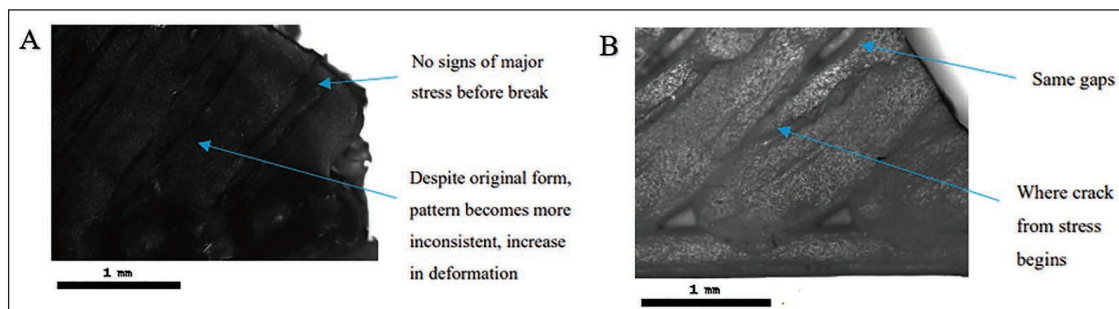 A
No signs of major
stress before break
Despite original form,
pattern becomes more
inconsistent, increase
in deformation
1 mm
B
Same gaps
Where crack
from stress
begins
1 mm